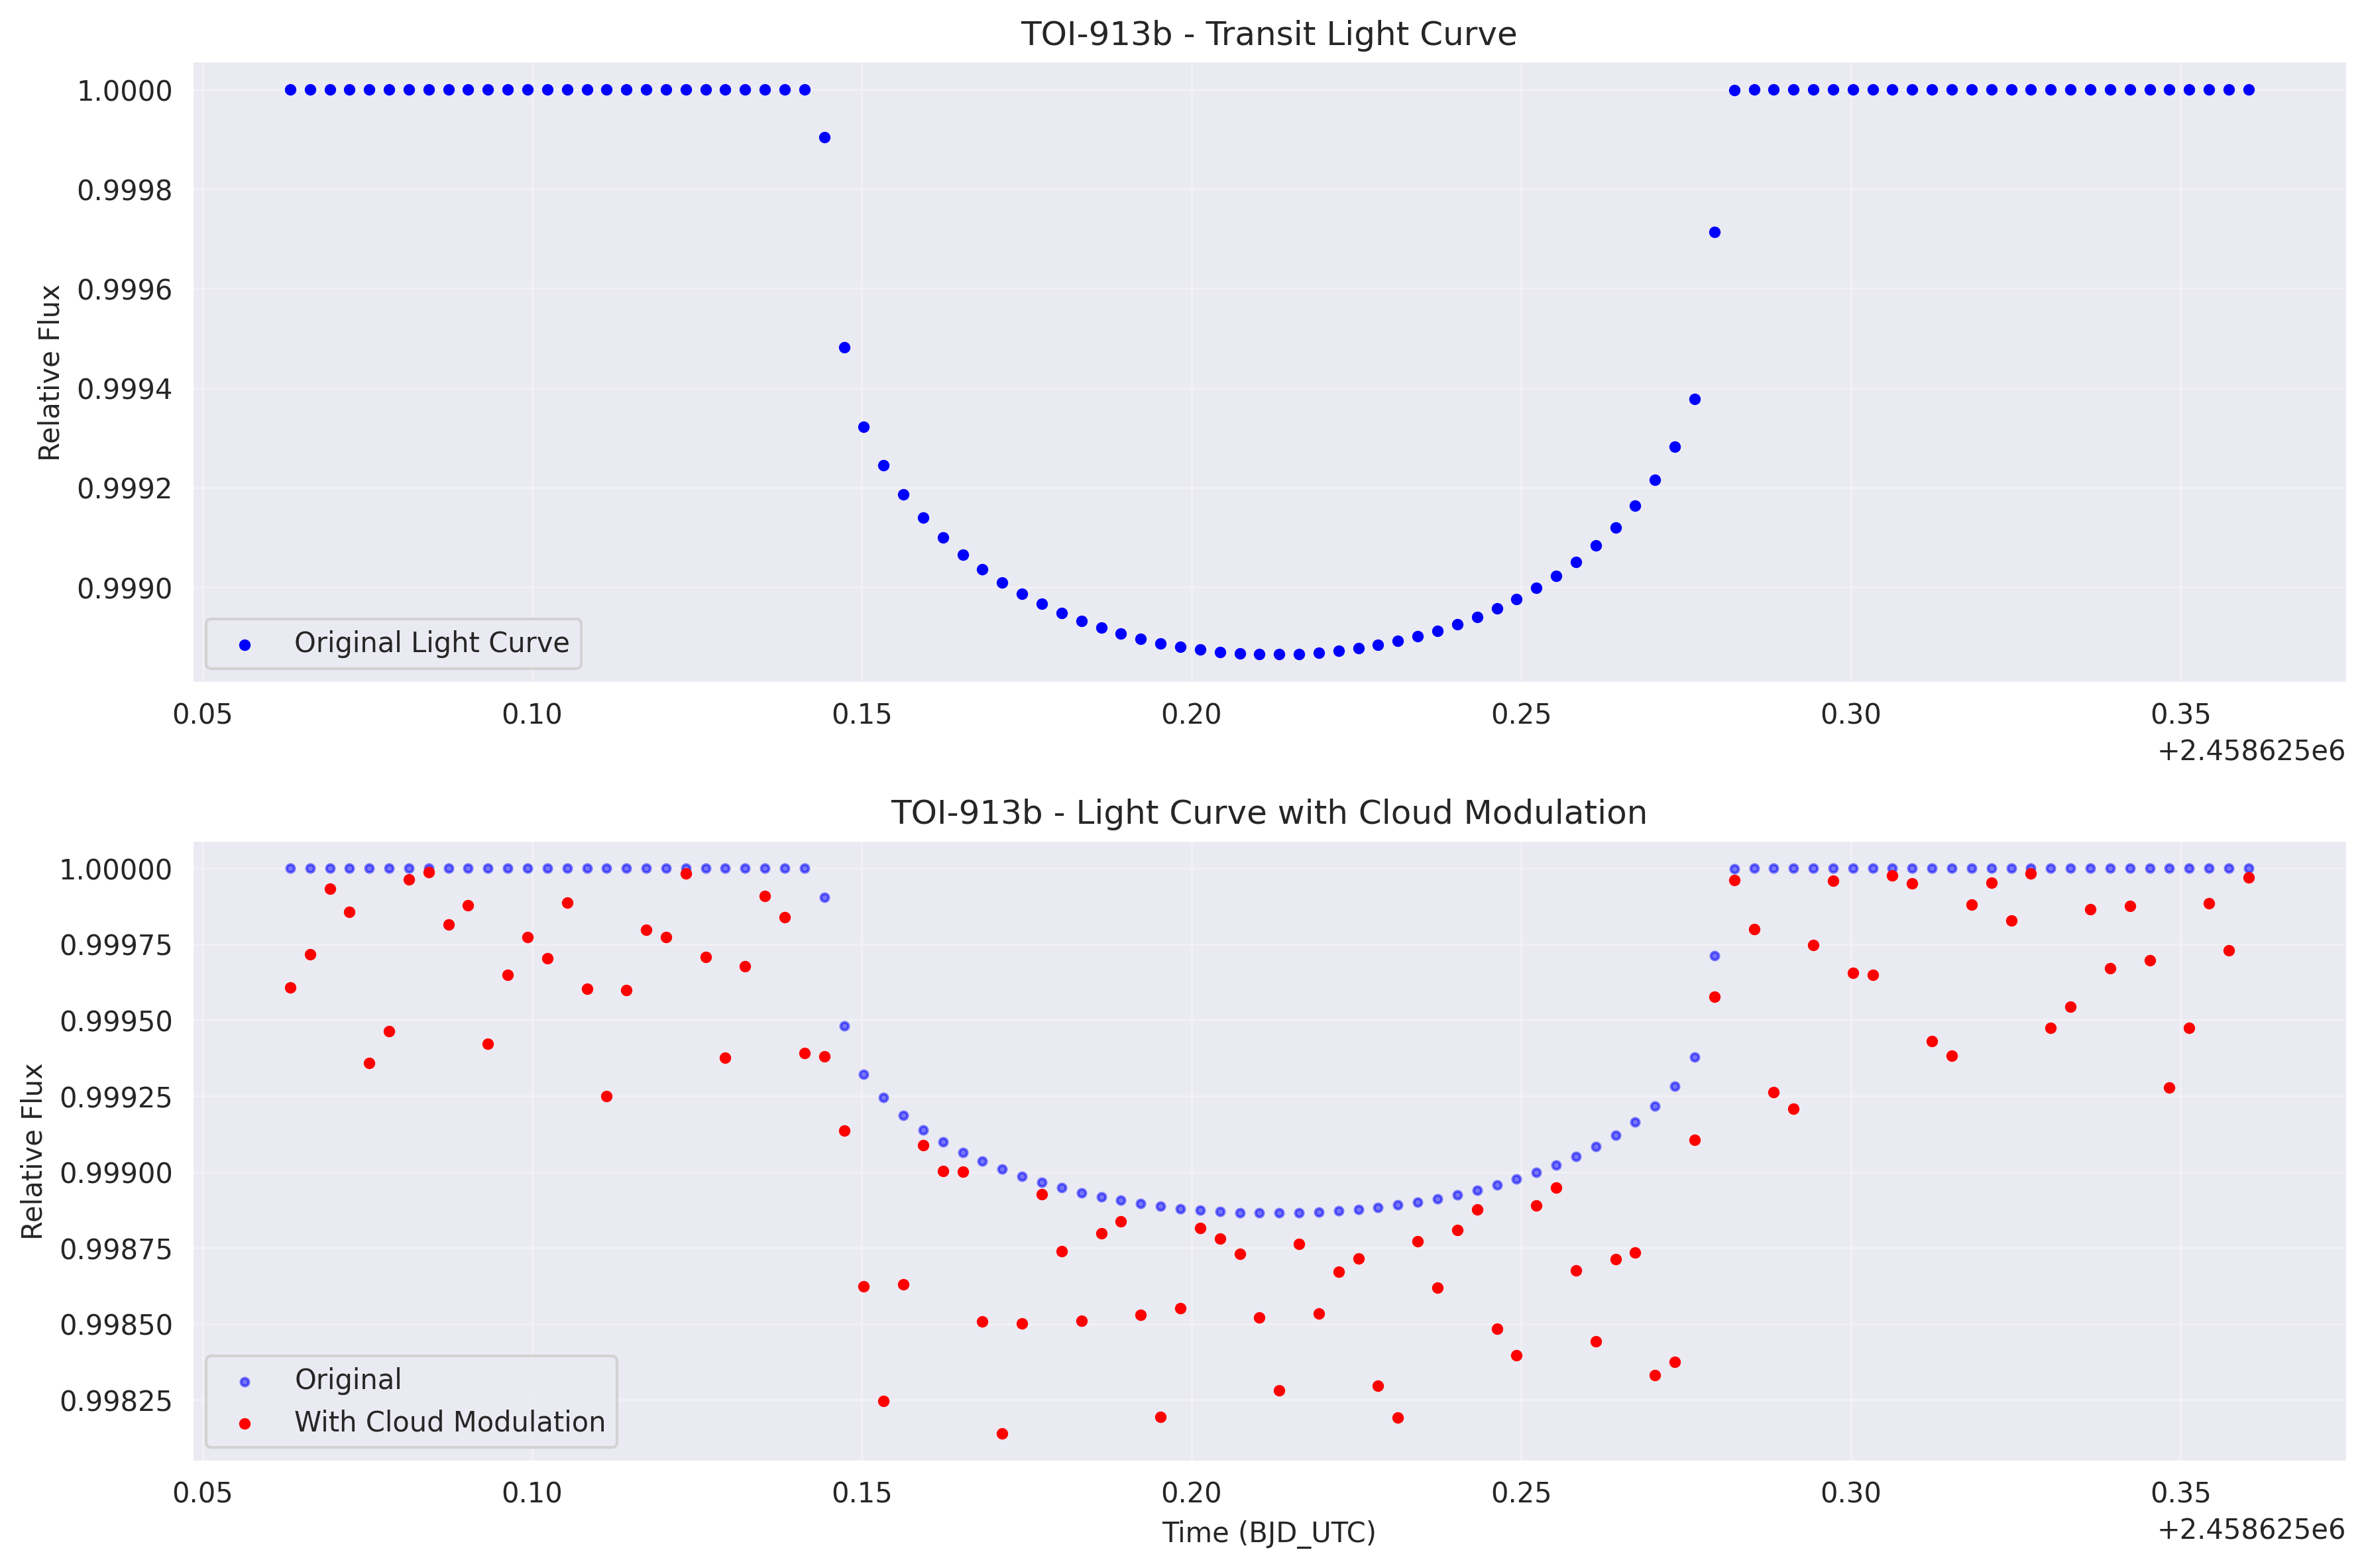 TOI-913b - Transit Light Curve
Relative Flux
1.0000
0.9998
0.9996
0.9994
0.9992
0.9990
Original Light Curve
0.05 0.10 0.15 0.20 0.25 0.30 0.35
+2.458625e6
TOI-913b - Light Curve with Cloud Modulation
Relative Flux
1.00000
0.99975
0.99950
0.99925
0.99900
0.99875
0.99850
0.99825
Original
With Cloud Modulation
0.05 0.10 0.15 0.20 0.25 0.30 0.35
Time (BJD_UTC)
+2.458625e6